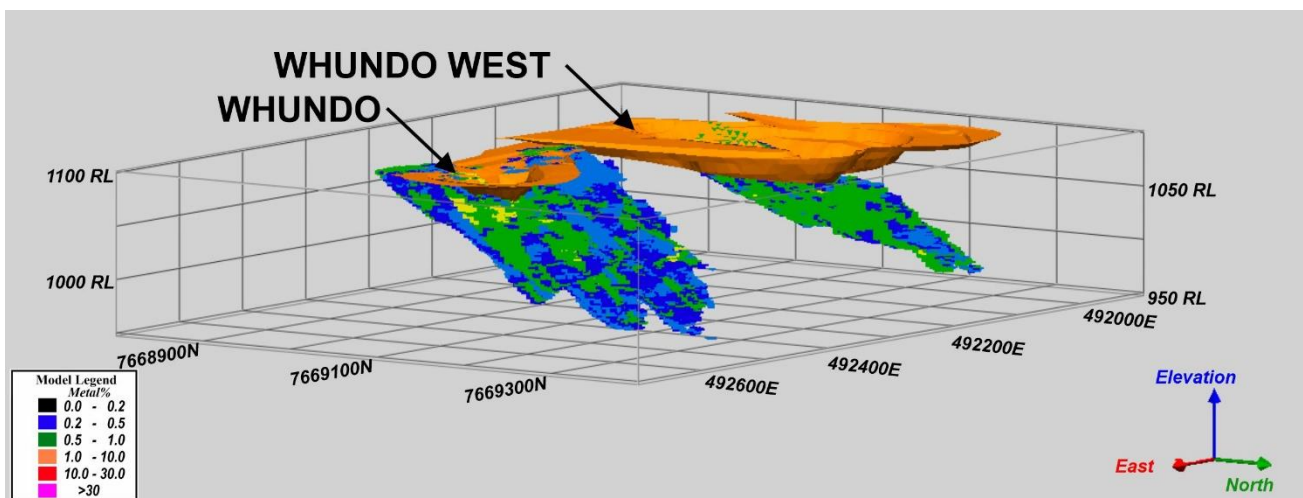 WHUNDO WEST
WHUNDO
1100 RL
1050 RL
1000 RL
950 RL
7668900N
7669100N
7669300N
492600E
492400E
492200E
492000E
Model Legend
Metal%
0.0 - 0.2
0.2 - 0.5
0.5 - 1.0
1.0 - 10.0
10.0 - 30.0
>30
Elevation
East
North